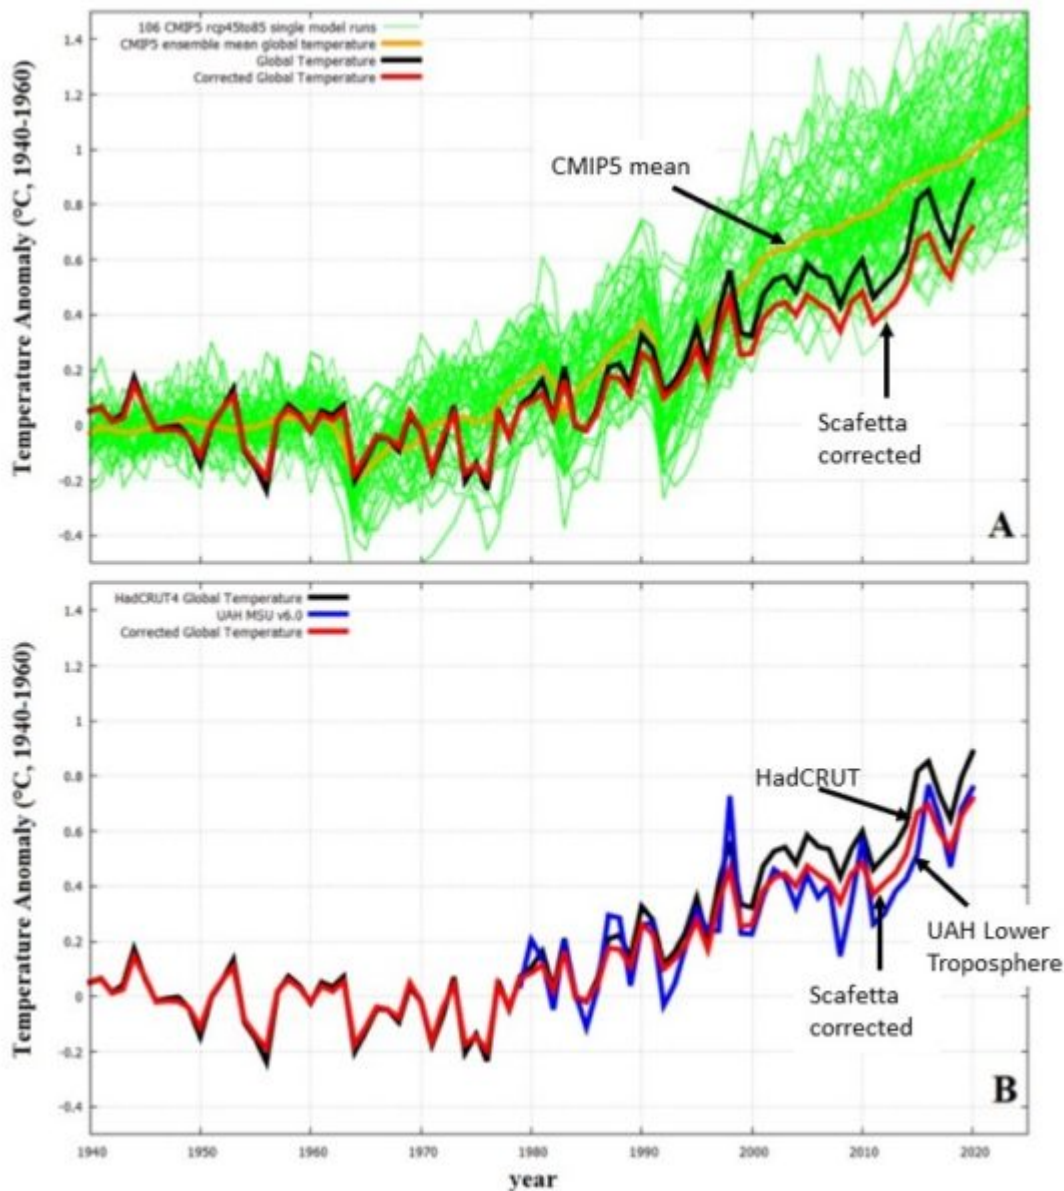 106 CMIP5 rcp45to85 single model runs
CMIP5 ensemble mean global temperature
Global Temperature
Corrected Global Temperature
Temperature Anomaly (°C, 1940-1960)
1.4
1.2
1
0.8
0.6
0.4
0.2
0
-0.2
-0.4
CMIP5 mean
Scafetta
corrected
A
HadCRUT4 Global Temperature
UAH MSU v6.0
Corrected Global Temperature
Temperature Anomaly (°C, 1940-1960)
1.4
1.2
1
0.8
0.6
0.4
0.2
0
-0.2
-0.4
HadCRUT
UAH Lower
Troposphere
Scafetta
corrected
B
1940 1950 1960 1970 1980 1990 2000 2010 2020
year